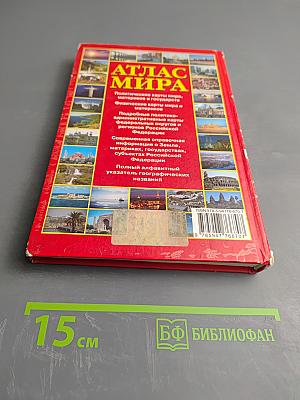 АТЛАС
МИРА
Политические карты мира,
материков и государств
Физические карты мира и
материков
Подробные политико-
административные карты
федеральных округов и
регионов Российской
Федерации
Современная справочная
информация о Земле,
материках, государствах,
субъектах Российской
Федерации
Полный алфавитный
указатель географических
названий
15 см
БФ БИБЛИОФАН